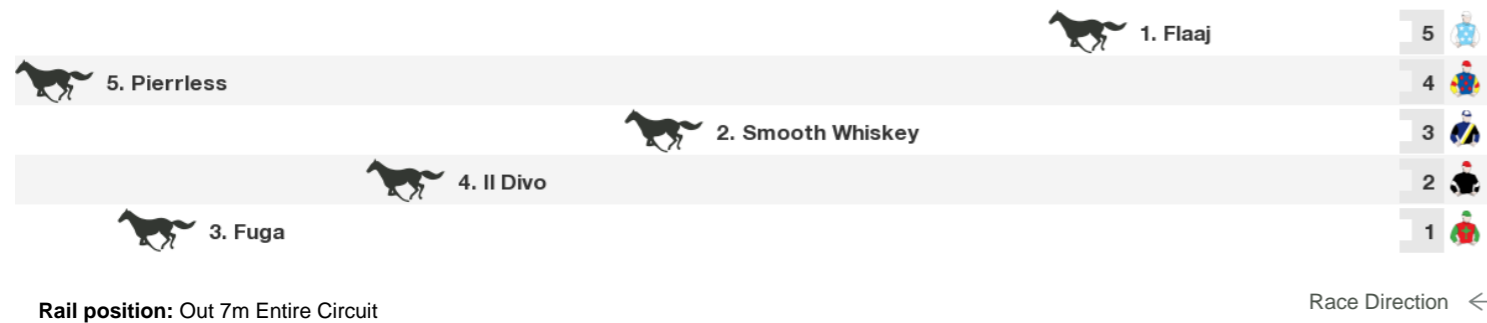 1. Flaaj 5
5. Pierrless 4
2. Smooth Whiskey 3
4. Il Divo 2
3. Fuga 1
Rail position: Out 7m Entire Circuit
Race Direction ←